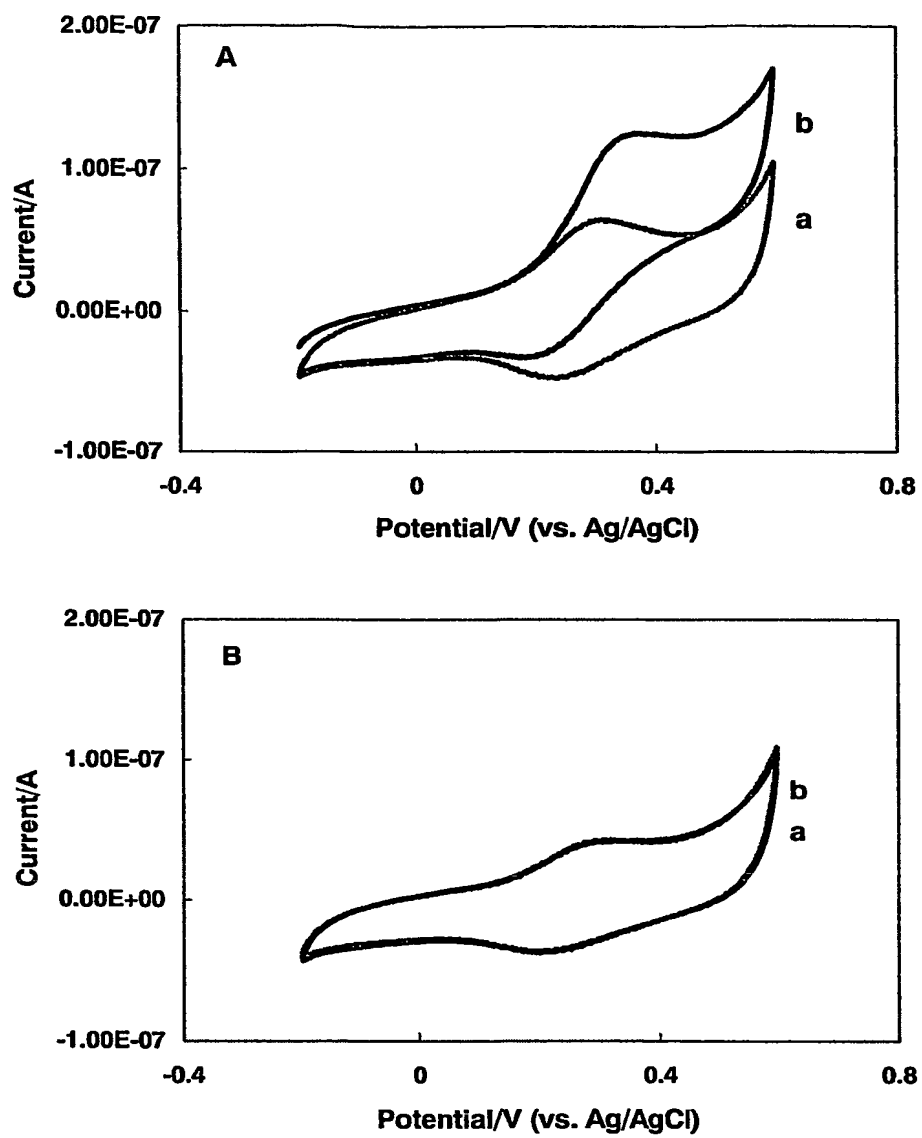 2.00E-07
A
b
1.00E-07
a
Current/A
0.00E+00
-1.00E-07
-0.4 0 0.4 0.8
Potential/V (vs. Ag/AgCl)
2.00E-07
B
1.00E-07
b
a
Current/A
0.00E+00
-1.00E-07
-0.4 0 0.4 0.8
Potential/V (vs. Ag/AgCl)